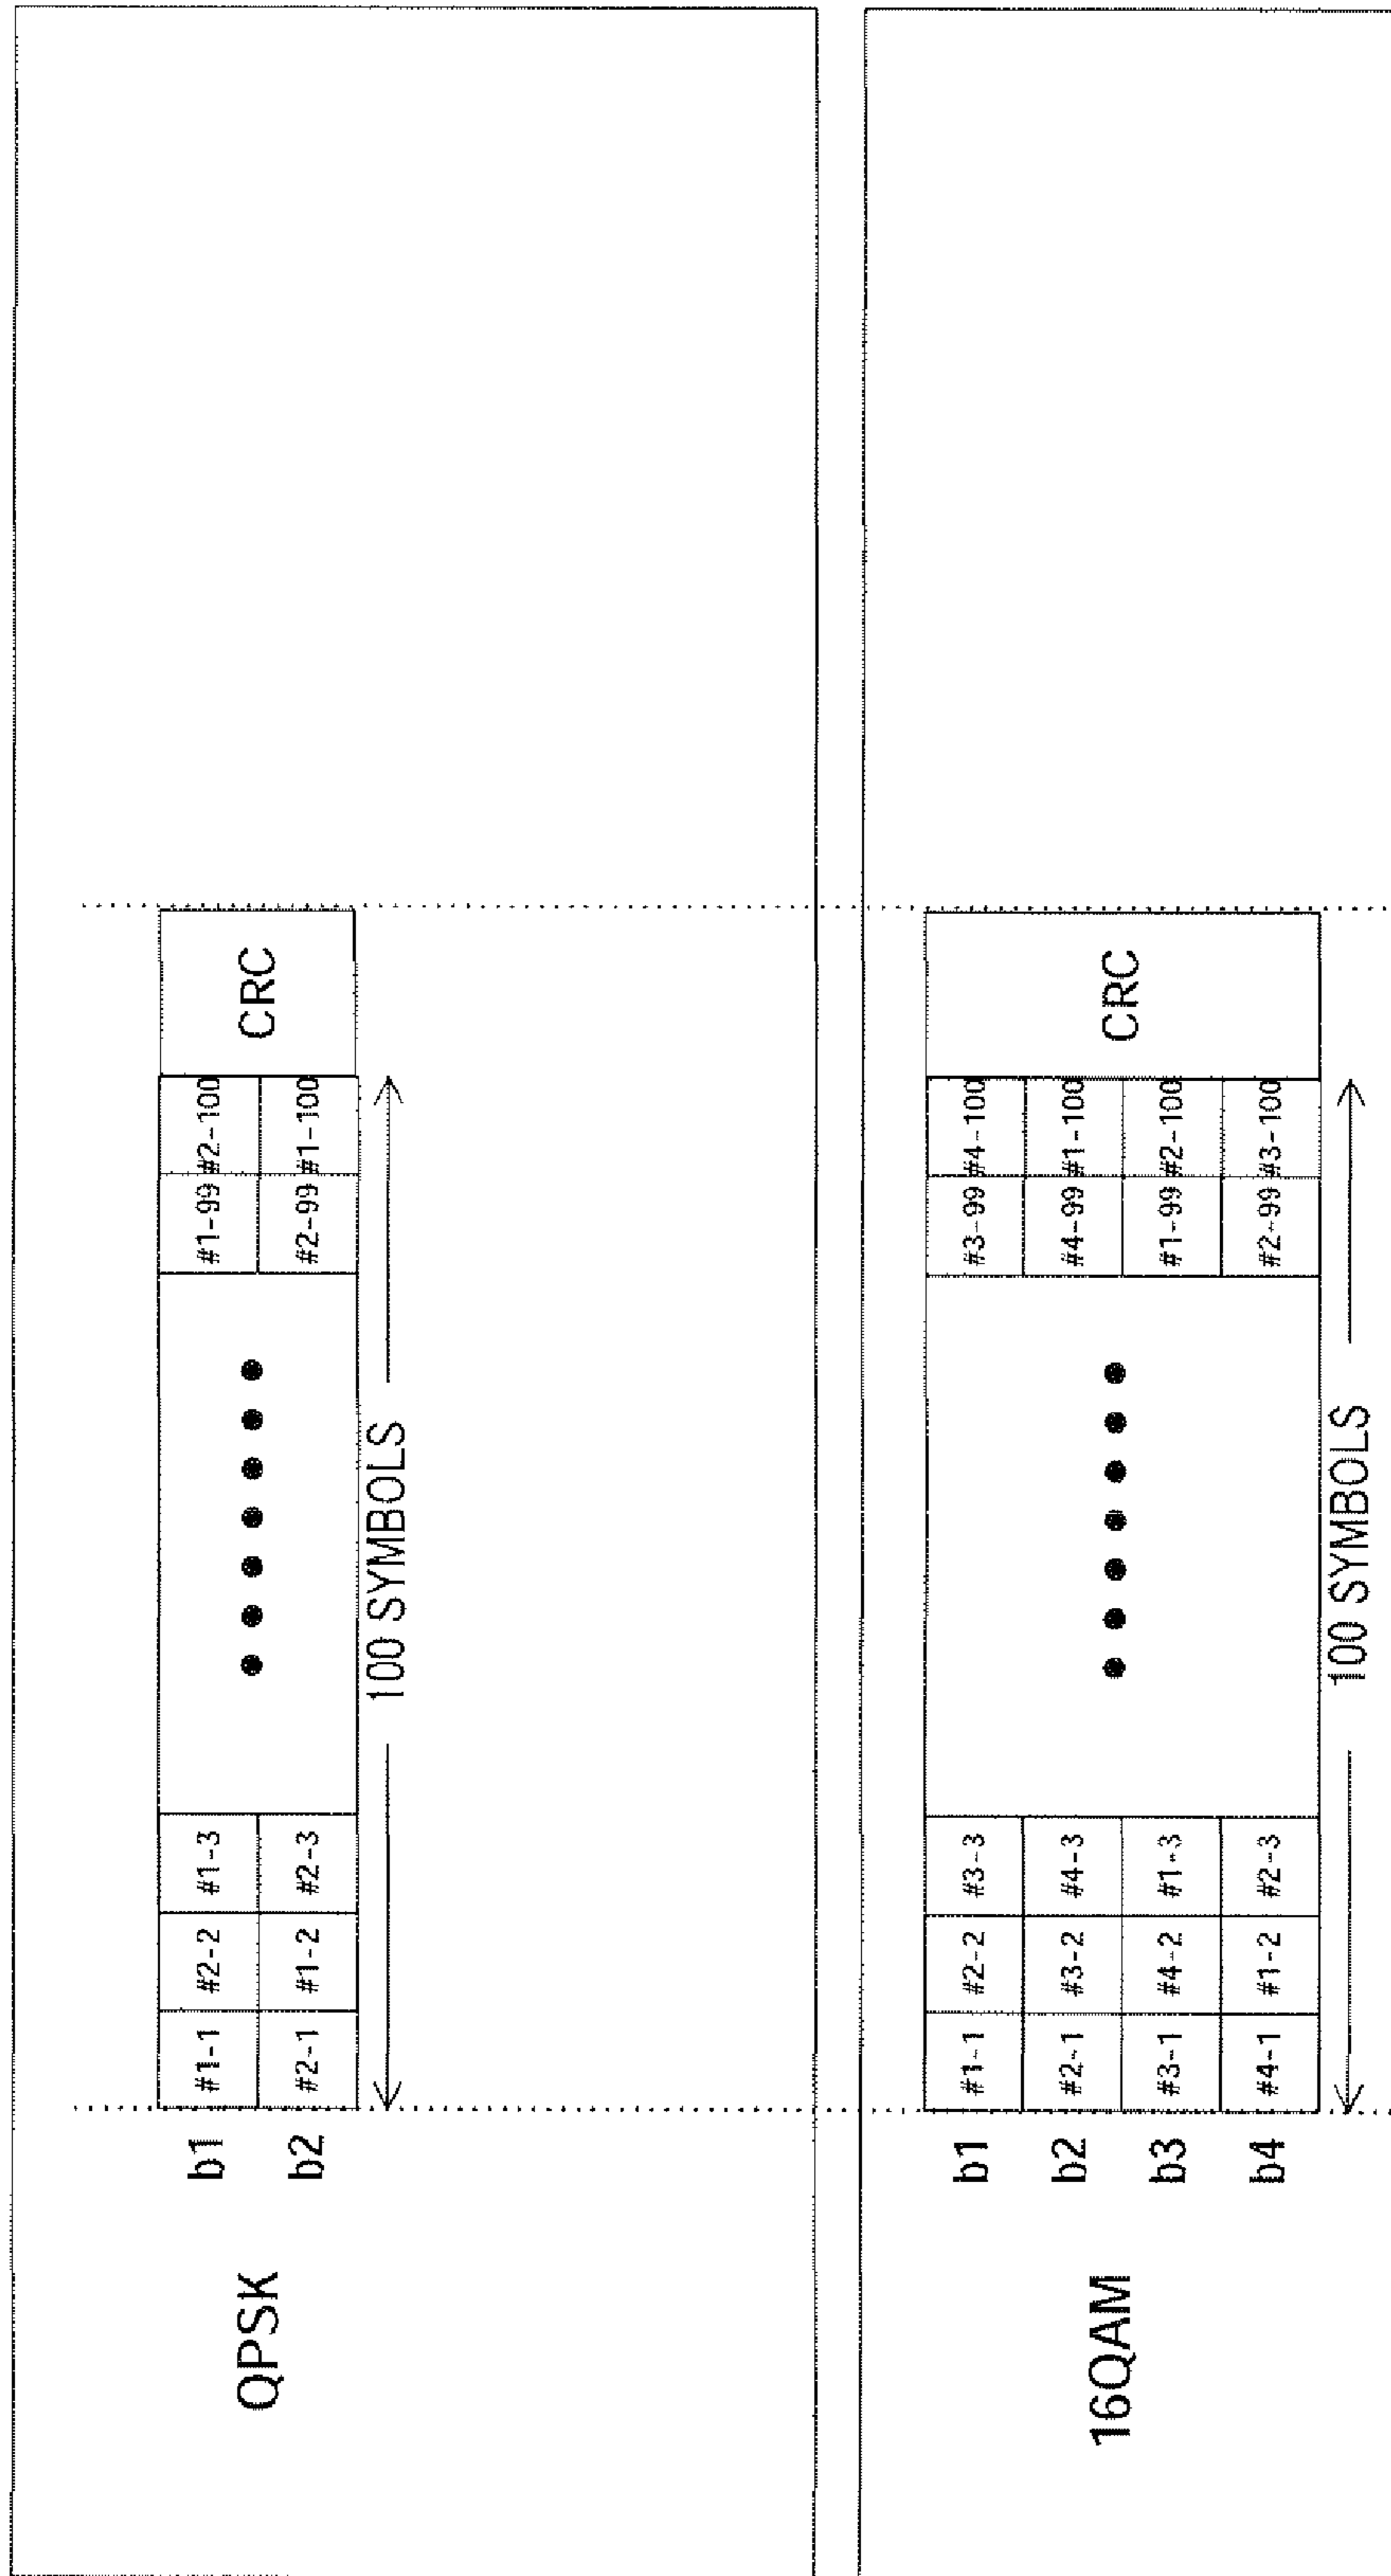 QPSK
b1 #1-1 #2-2 #1-3 #1-99 #2-100
b2 #2-1 #1-2 #2-3 #2-99 #1-100
CRC
100 SYMBOLS
16QAM
b1 #1-1 #2-2 #3-3 #3-99 #4-100
b2 #2-1 #3-2 #4-3 #4-99 #1-100
b3 #3-1 #4-2 #1-3 #1-99 #2-100
b4 #4-1 #1-2 #2-3 #2-99 #3-100
CRC
100 SYMBOLS